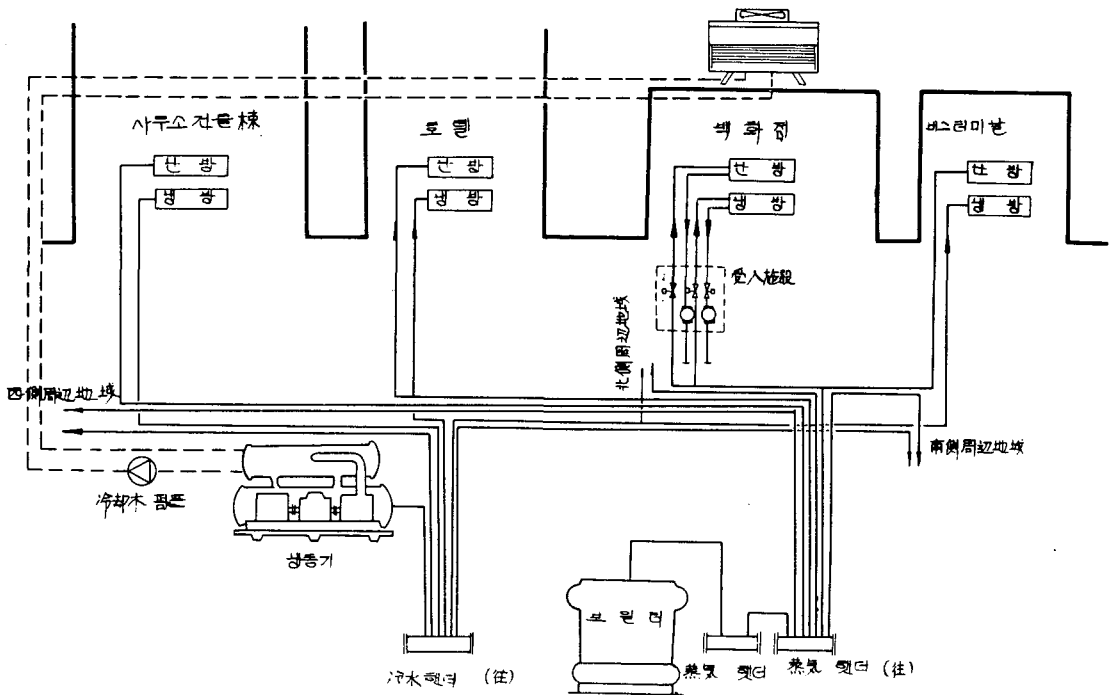 사무소건물棟
호텔
백화점
버스터미날
난방
냉방
난방
냉방
난방
냉방
난방
냉방
受入施設
北側周辺地域
西側周辺地域
南側周辺地域
冷却水 펌프
냉동기
보일러
冷水헷더 (往)
蒸気 헷더
蒸気 헷더 (往)